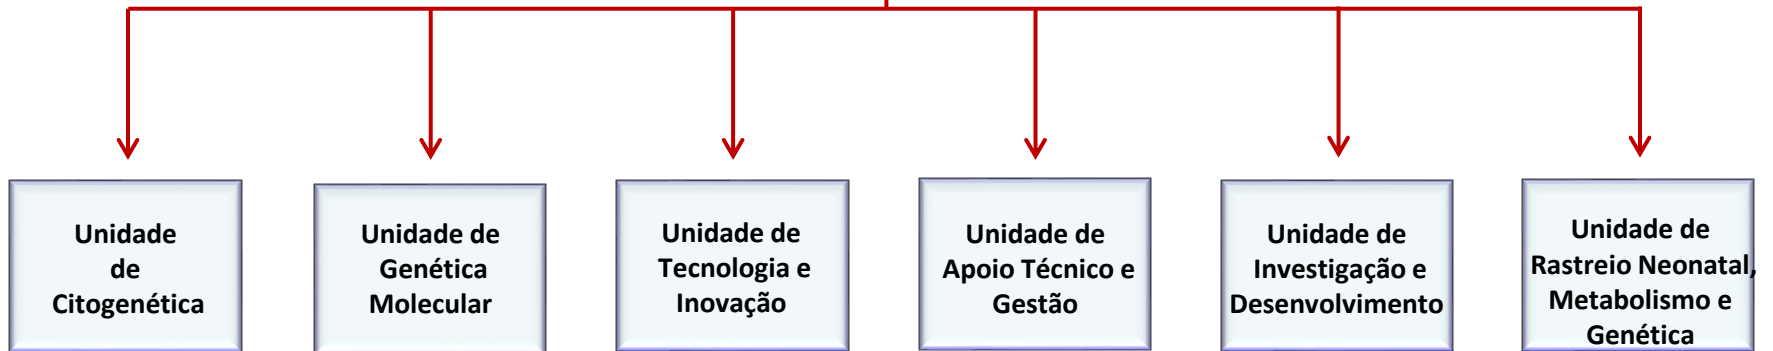 Unidade
de
Citogenética
Unidade de
Genética
Molecular
Unidade de
Tecnologia e
Inovação
Unidade de
Apoio Técnico e
Gestão
Unidade de
Investigação e
Desenvolvimento
Unidade de
Rastreio Neonatal,
Metabolismo e
Genética